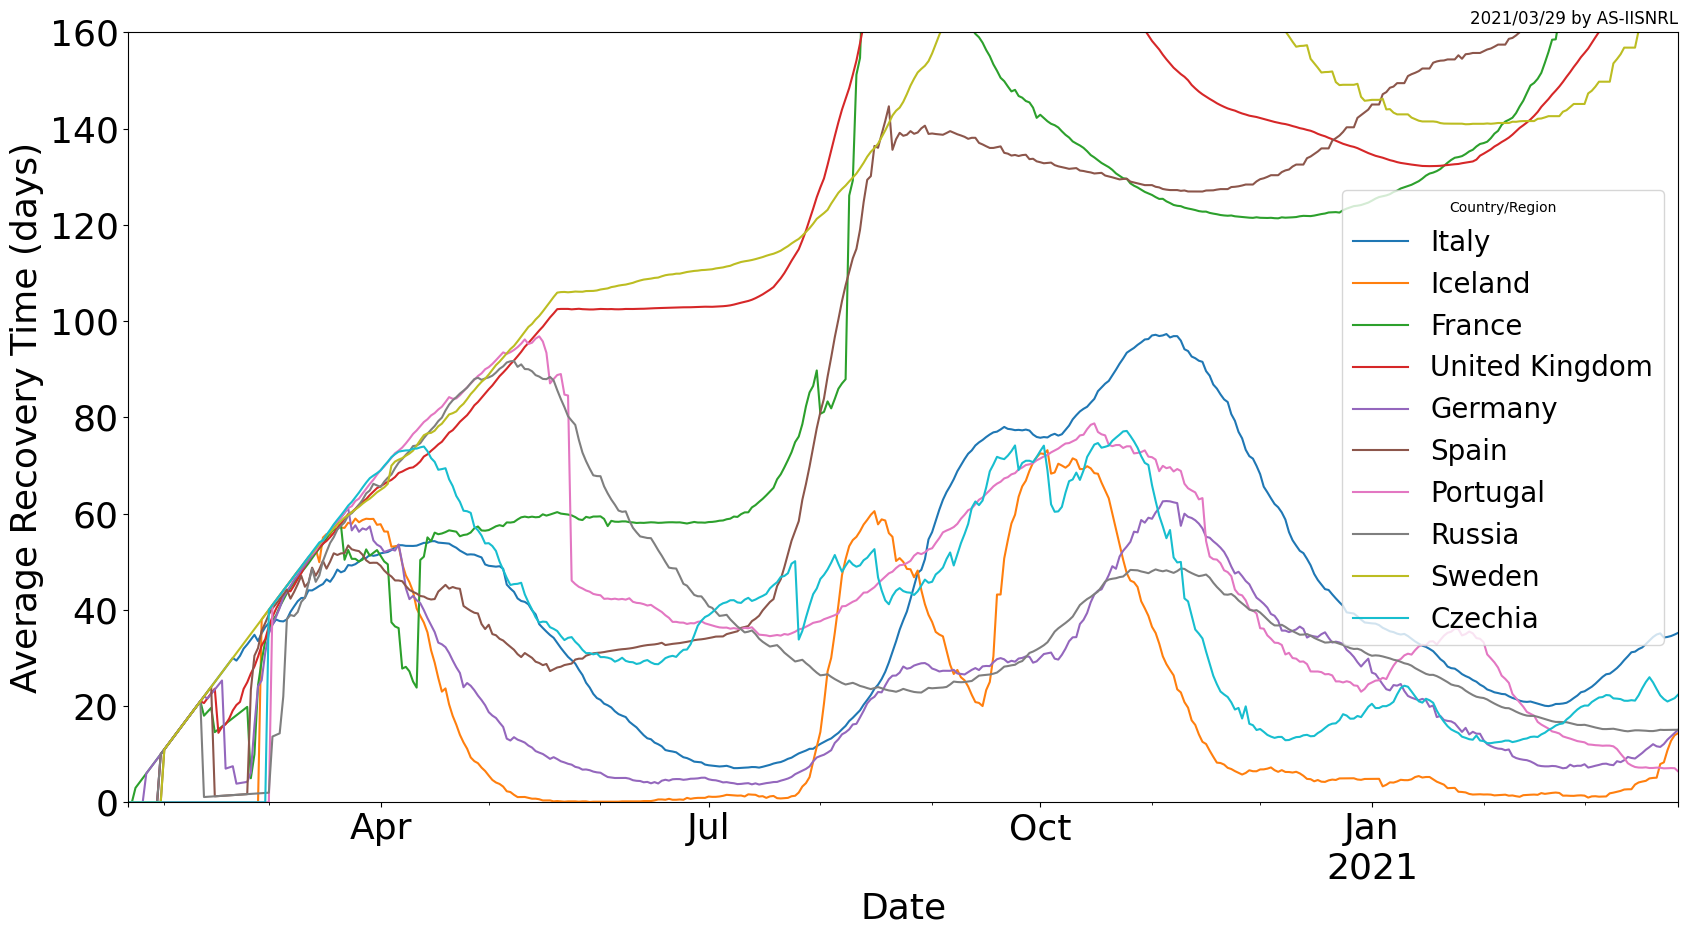 2021/03/29 by AS-IISNRL
160
140
120
100
80
60
40
20
0
Average Recovery Time (days)
Country/Region
Italy
Iceland
France
United Kingdom
Germany
Spain
Portugal
Russia
Sweden
Czechia
Apr
Jul
Oct
Jan
2021
Date